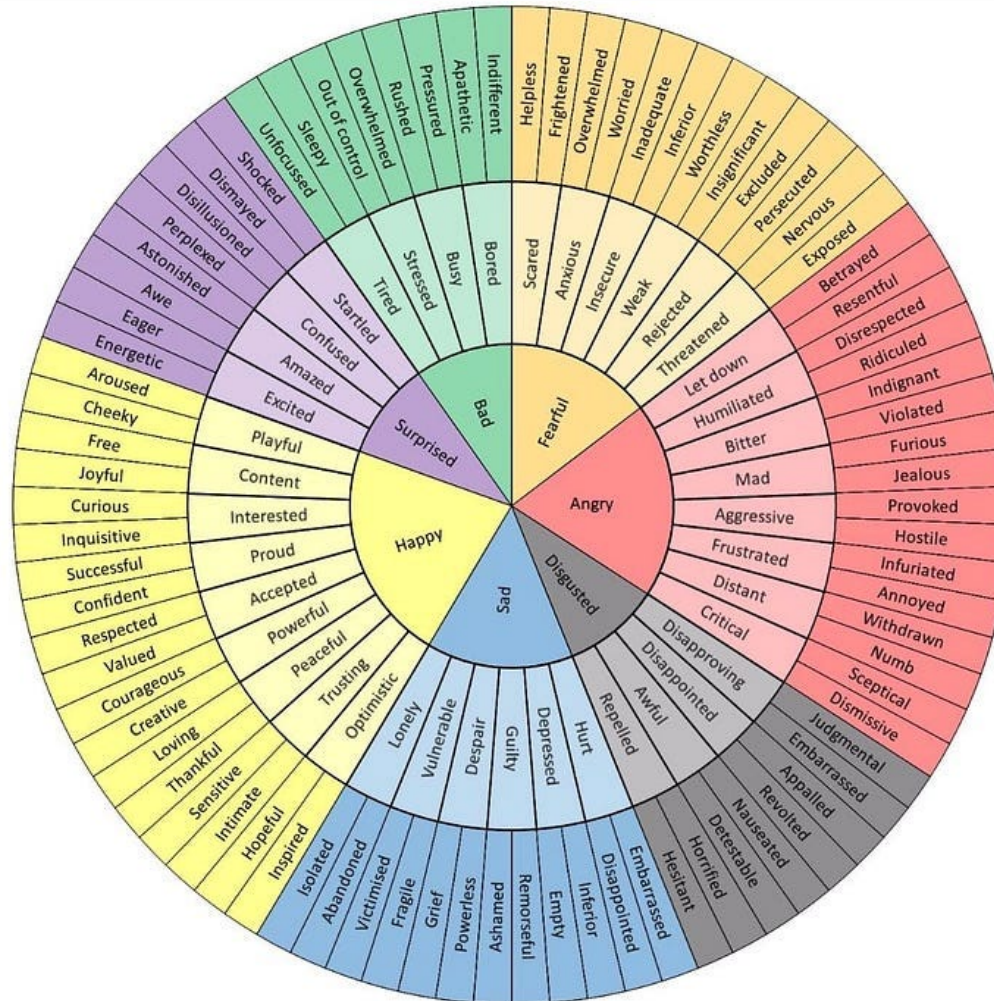 Fearful
Angry
Disgusted
Sad
Happy
Surprised
Bad
Scared
Anxious
Insecure
Weak
Rejected
Threatened
Let down
Humiliated
Bitter
Mad
Aggressive
Frustrated
Distant
Critical
Disapproving
Disappointed
Awful
Repelled
Hurt
Depressed
Guilty
Despair
Vulnerable
Lonely
Optimistic
Trusting
Peaceful
Powerful
Accepted
Proud
Interested
Content
Playful
Excited
Amazed
Confused
Startled
Tired
Stressed
Busy
Bored
Helpless
Frightened
Overwhelmed
Worried
Inadequate
Inferior
Worthless
Insignificant
Excluded
Persecuted
Nervous
Exposed
Betrayed
Resentful
Disrespected
Ridiculed
Indignant
Violated
Furious
Jealous
Provoked
Hostile
Infuriated
Annoyed
Withdrawn
Numb
Sceptical
Dismissive
Judgmental
Embarrassed
Appalled
Revolted
Nauseated
Detestable
Horrified
Hesitant
Embarrassed
Disappointed
Inferior
Empty
Remorseful
Ashamed
Powerless
Grief
Fragile
Victimised
Abandoned
Isolated
Inspired
Hopeful
Intimate
Sensitive
Thankful
Loving
Creative
Courageous
Valued
Respected
Confident
Successful
Inquisitive
Curious
Joyful
Free
Cheeky
Aroused
Energetic
Eager
Awe
Astonished
Perplexed
Disillusioned
Dismayed
Shocked
Unfocussed
Sleepy
Out of control
Overwhelmed
Rushed
Pressured
Apathetic
Indifferent